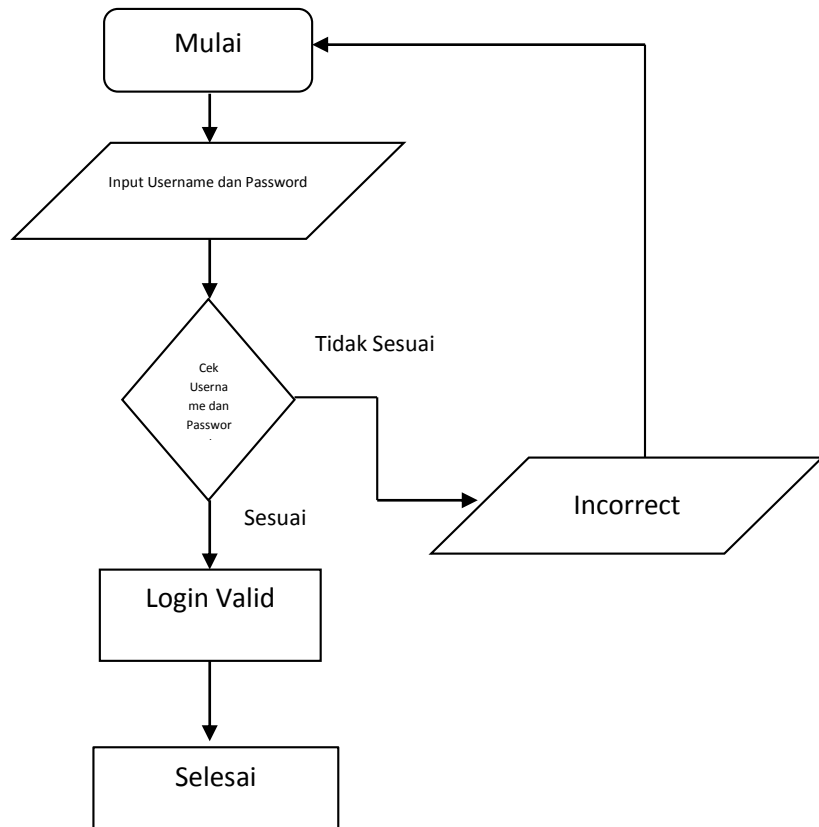 Mulai
Input Username dan Password
Tidak Sesuai
Cek
Userna
me dan
Passwor
Sesuai
Incorrect
Login Valid
Selesai